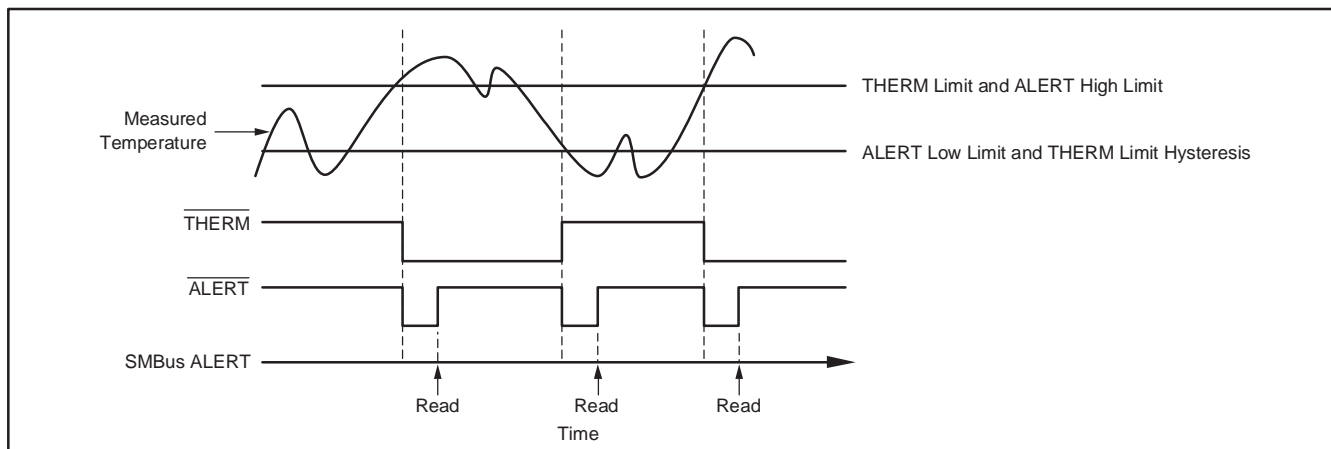 THERM Limit and ALERT High Limit
Measured
Temperature
ALERT Low Limit and THERM Limit Hysteresis
THERM
ALERT
SMBus ALERT
Read Read Read
Time